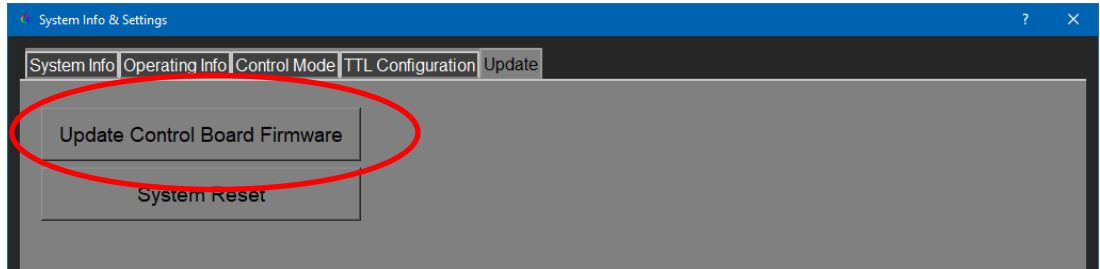 System Info & Settings
? ×
System Info Operating Info Control Mode TTL Configuration Update
Update Control Board Firmware
System Reset